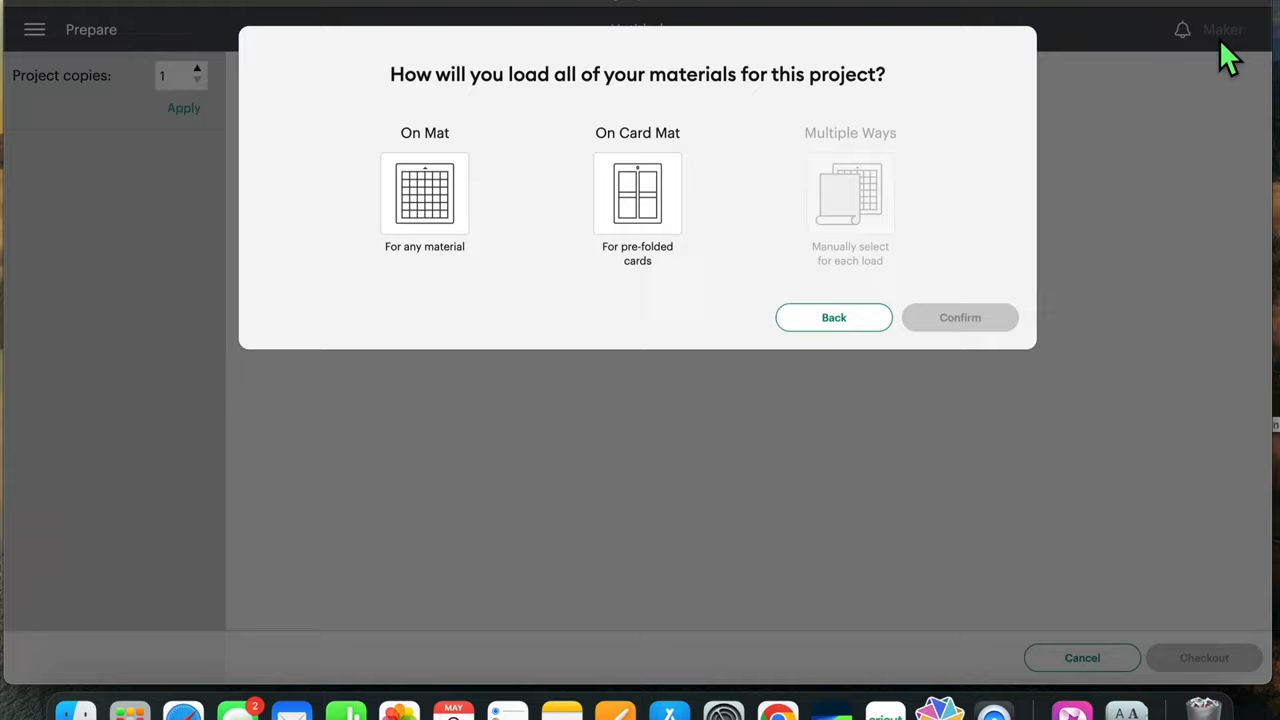 Prepare
Maker
Project copies:
1
Apply
How will you load all of your materials for this project?
On Mat
On Card Mat
Multiple Ways
For any material
For pre-folded
cards
Manually select
for each load
Back
Confirm
Cancel
Checkout
2
MAY
cricut